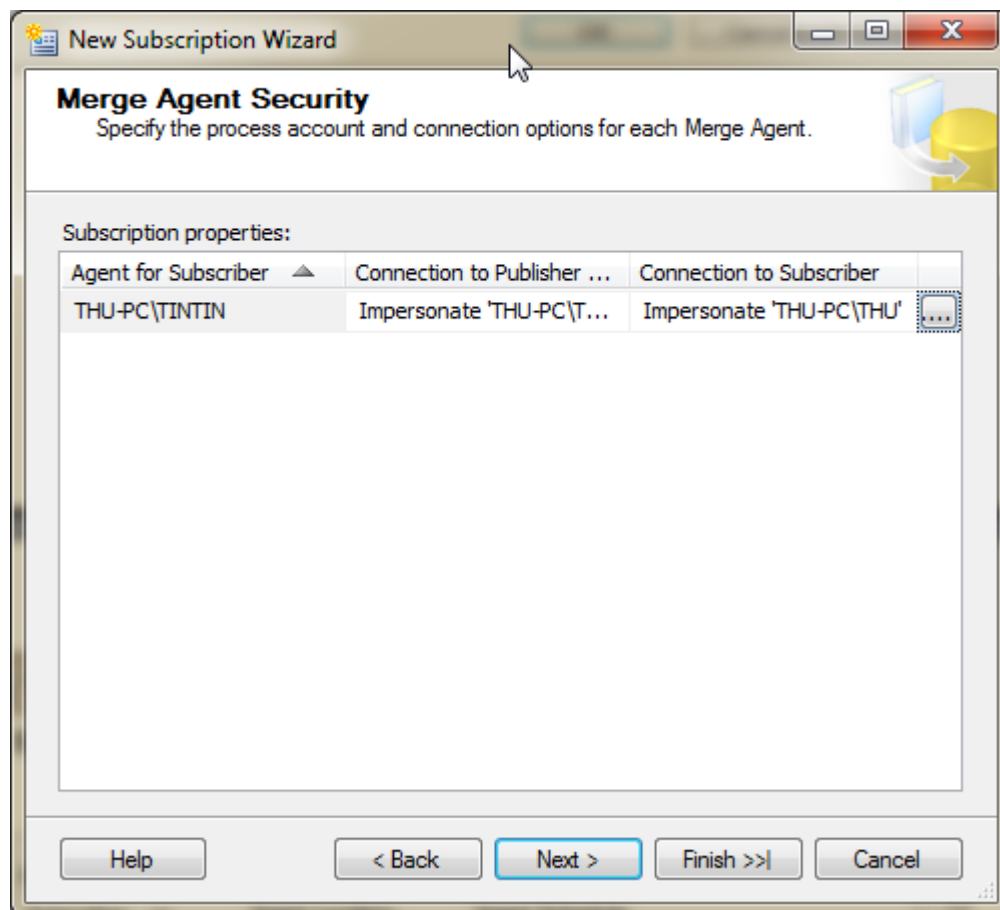 New Subscription Wizard
Merge Agent Security
Specify the process account and connection options for each Merge Agent.
Subscription properties:
Agent for Subscriber Connection to Publisher ... Connection to Subscriber
THU-PC\TINTIN Impersonate 'THU-PC\T... Impersonate 'THU-PC\THU' ....
Help < Back Next > Finish >>| Cancel